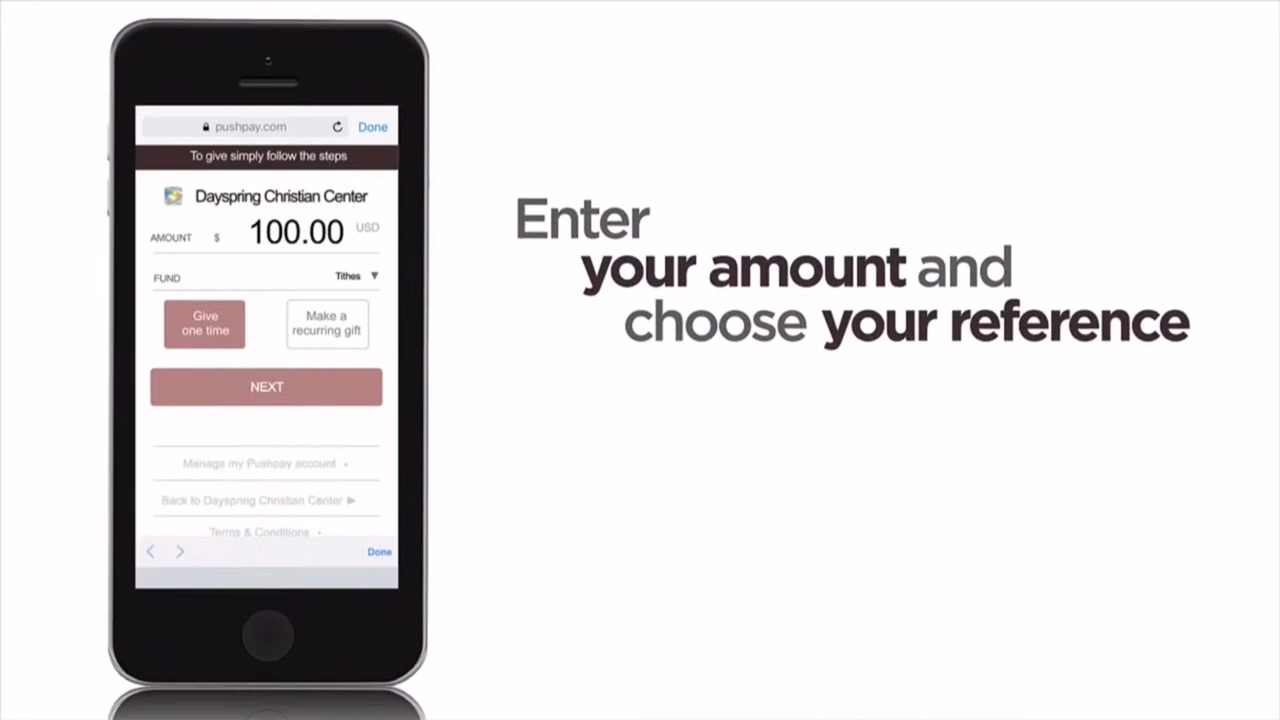 pushpay.com Done
To give simply follow the steps
Dayspring Christian Center
AMOUNT $ 100.00 USD
FUND Tithes ▼
Give
one time
Make a
recurring gift
NEXT
Manage my Pushpay account
Back to Dayspring Christian Center ▶
Terms & Conditions
Done
Enter
your amount and
choose your reference